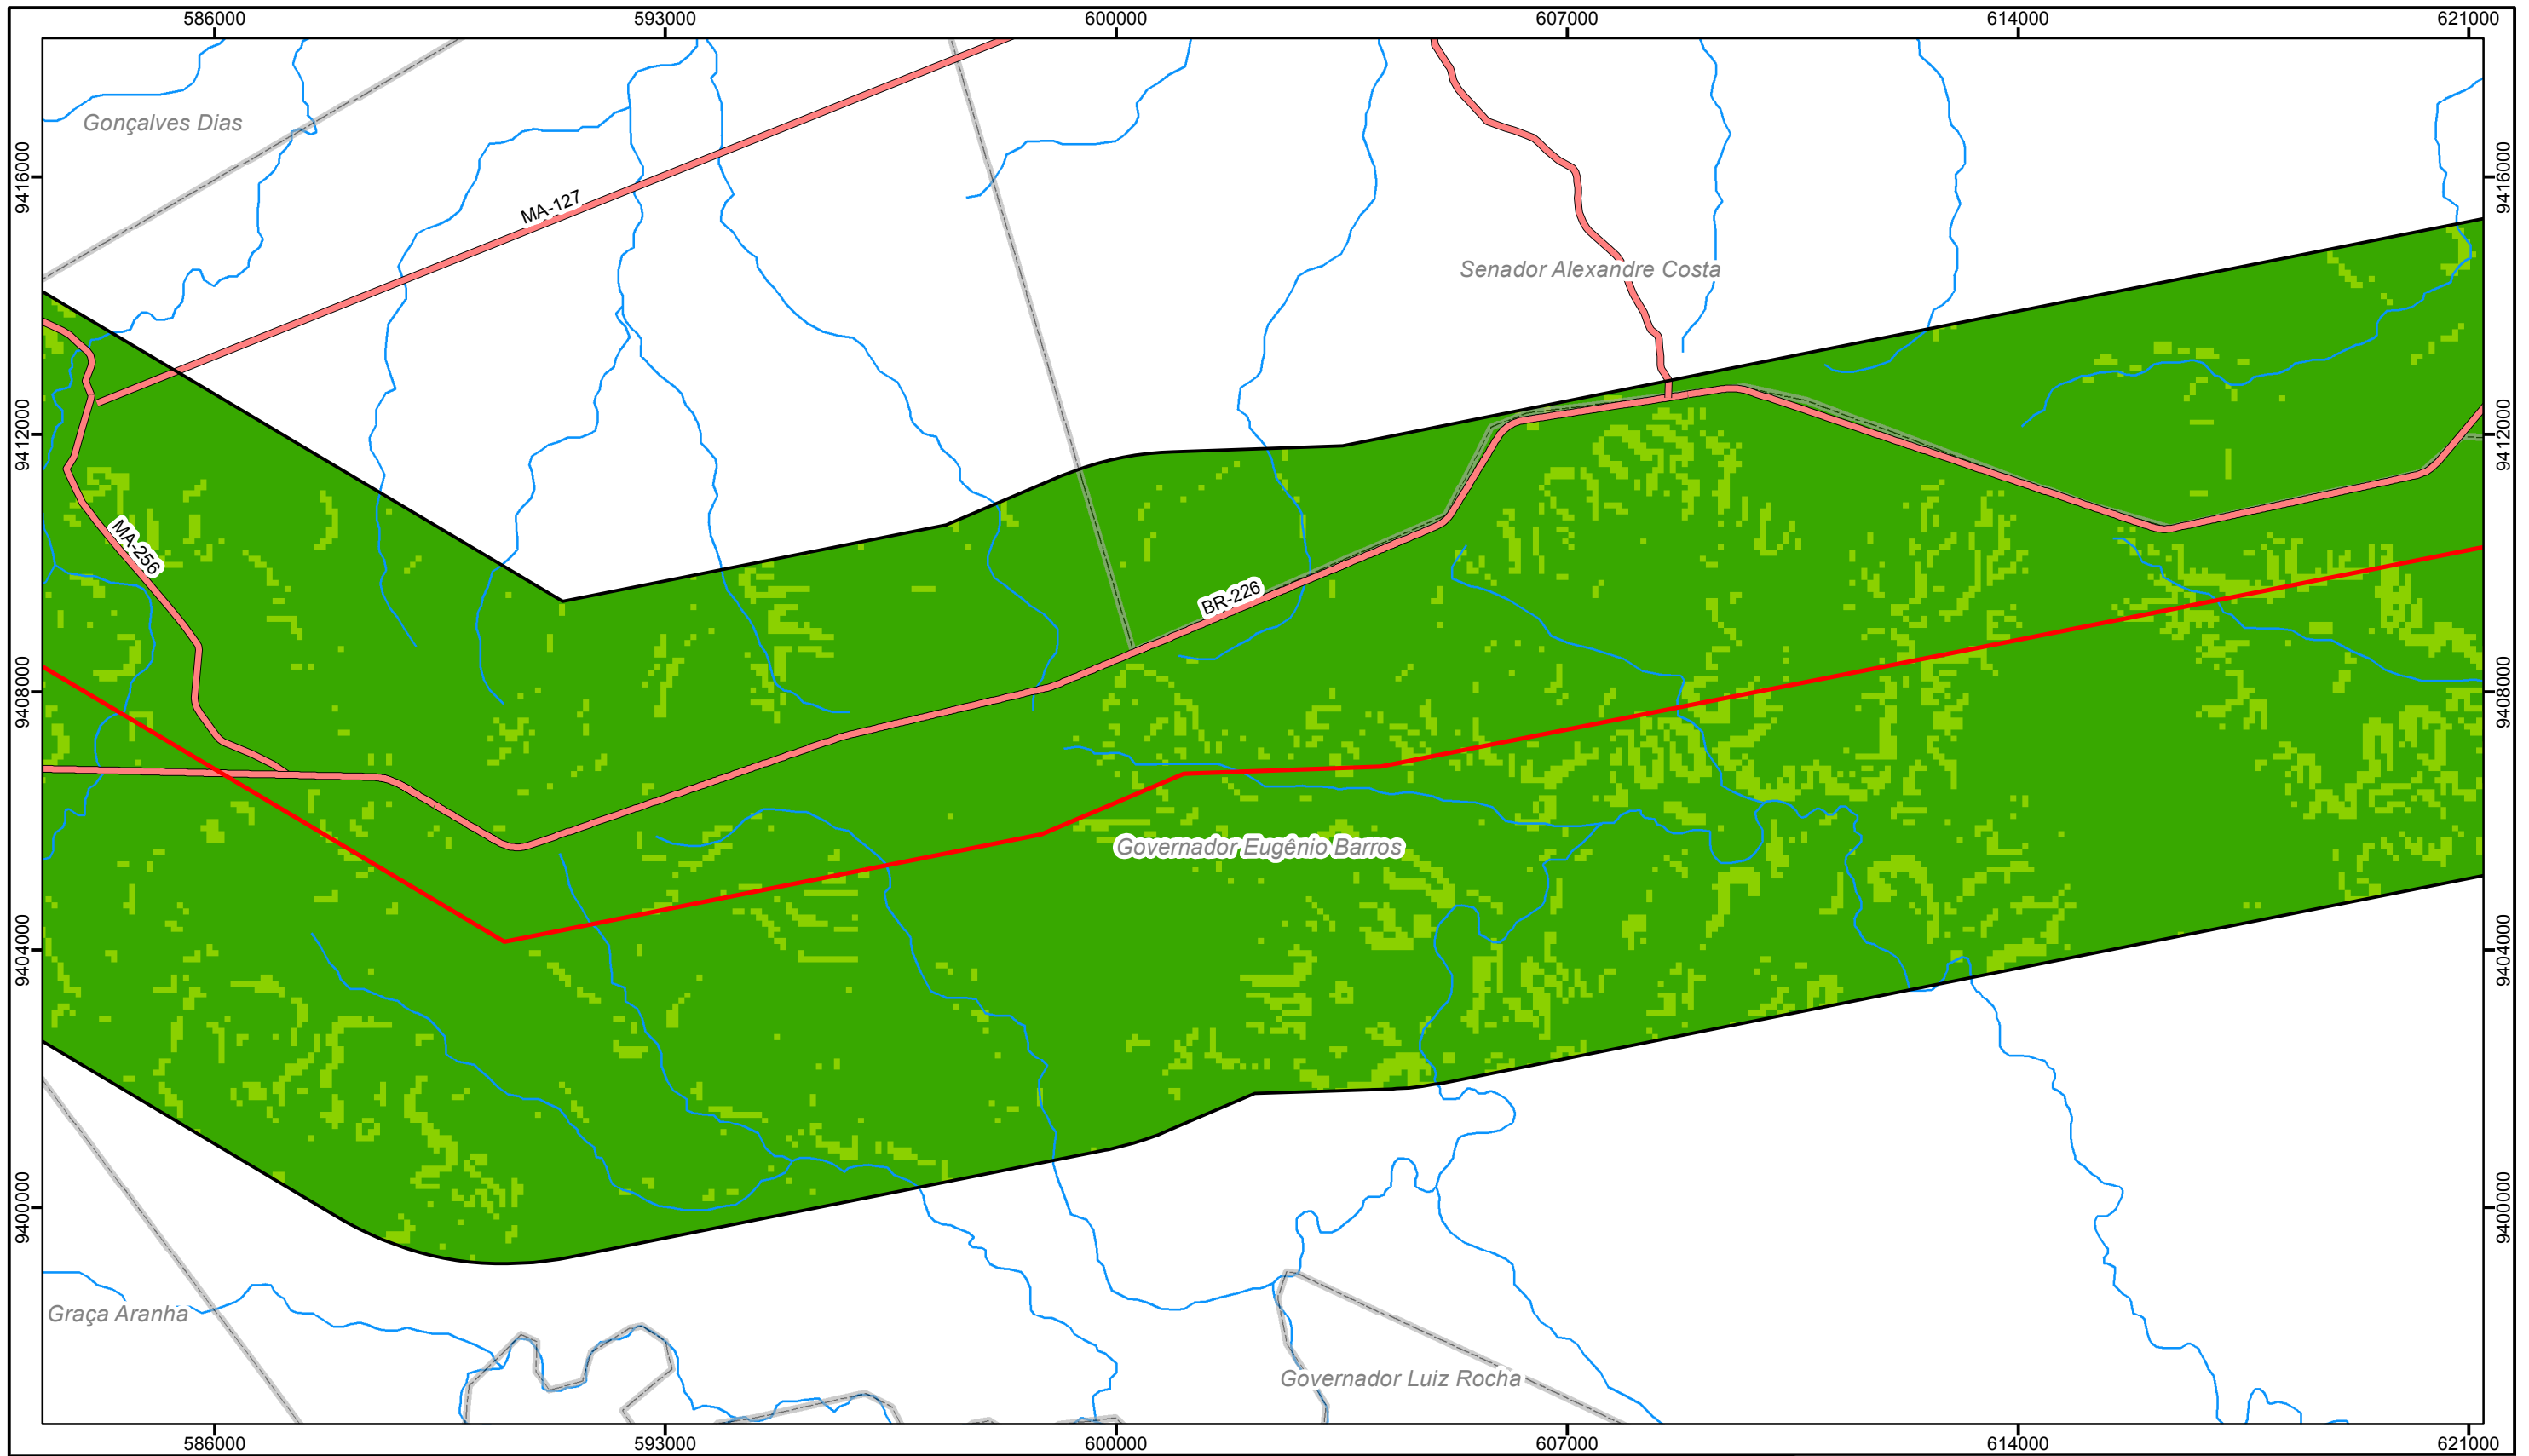 586000 593000 600000 607000 614000 621000
Gonçalves Dias
9416000 9416000
MA-127
Senador Alexandre Costa
9412000 9412000
MA-256
BR-226
9408000 9408000
Governador Eugênio Barros
9404000 9404000
9400000 9400000
Graça Aranha
Governador Luiz Rocha
586000 593000 600000 607000 614000 621000